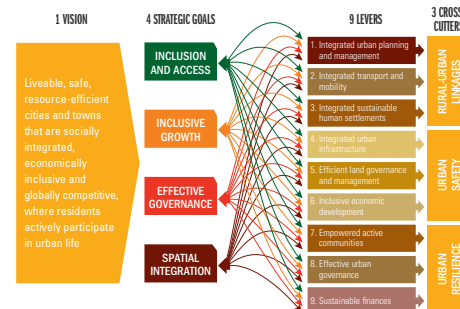 1 VISION
4 STRATEGIC GOALS
9 LEVERS
3 CROSS
CUTTERS
Liveable, safe,
resource-efficient
cities and towns
that are socially
integrated,
economically
inclusive and
globally competitive,
where residents
actively participate
in urban life
INCLUSION
AND ACCESS
INCLUSIVE
GROWTH
EFFECTIVE
GOVERNANCE
SPATIAL
INTEGRATION
1. Integrated urban planning
and management
2. Integrated transport and
mobility
3. Integrated sustainable
human settlements
4. Integrated urban
infrastructure
5. Efficient land governance
and management
6. Inclusive economic
development
7. Empowered active
communities
8. Effective urban
governance
9. Sustainable finances
RURAL-URBAN
LINKAGES
URBAN
SAFETY
URBAN
RESILIENCE